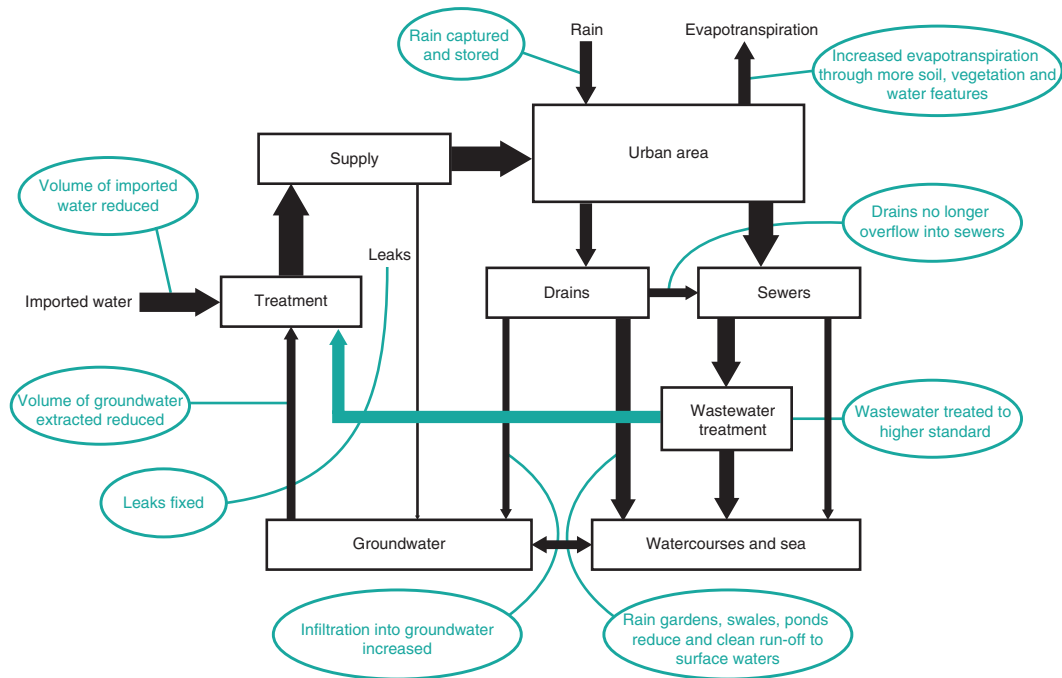 Rain captured
and stored
Rain
Evapotranspiration
Increased evapotranspiration
through more soil, vegetation and
water features
Supply
Urban area
Volume of imported
water reduced
Drains no longer
overflow into sewers
Leaks
Imported water
Treatment
Drains
Sewers
Volume of groundwater
extracted reduced
Wastewater
treatment
Wastewater treated to
higher standard
Leaks fixed
Groundwater
Watercourses and sea
Infiltration into groundwater
increased
Rain gardens, swales, ponds
reduce and clean run-off to
surface waters